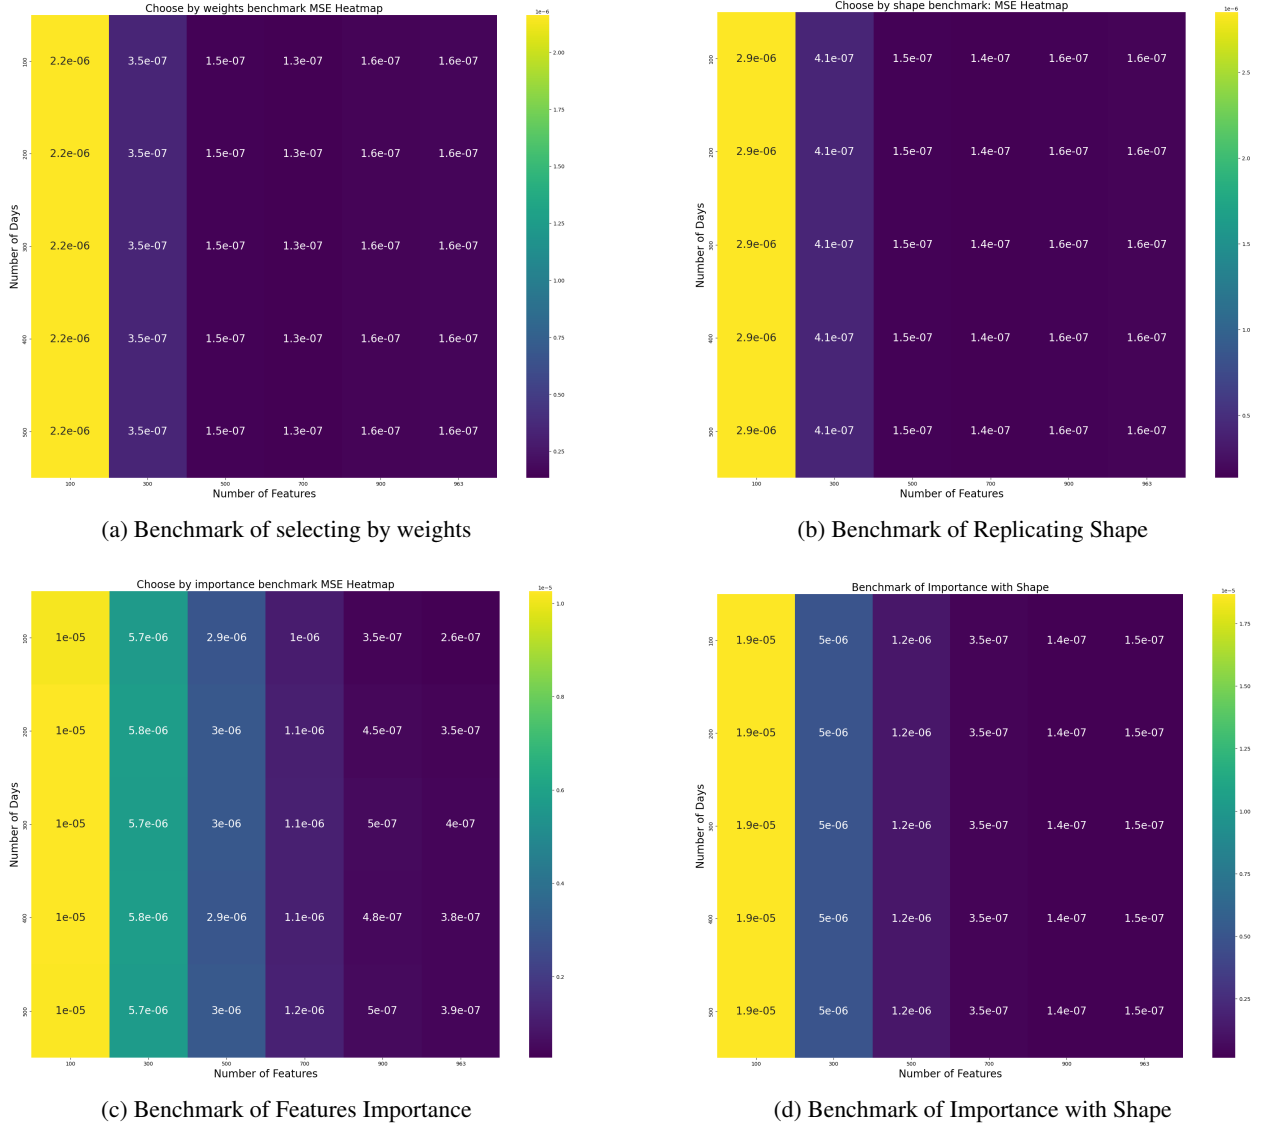 Choose by weights benchmark MSE Heatmap
1e-6
100 2.2e-06 3.5e-07 1.5e-07 1.3e-07 1.6e-07 1.6e-07
200 2.2e-06 3.5e-07 1.5e-07 1.3e-07 1.6e-07 1.6e-07
300 2.2e-06 3.5e-07 1.5e-07 1.3e-07 1.6e-07 1.6e-07
400 2.2e-06 3.5e-07 1.5e-07 1.3e-07 1.6e-07 1.6e-07
500 2.2e-06 3.5e-07 1.5e-07 1.3e-07 1.6e-07 1.6e-07
Number of Days
100 300 500 700 900 963
Number of Features
2.00
1.75
1.50
1.25
1.00
0.75
0.50
0.25
(a) Benchmark of selecting by weights
Choose by shape benchmark: MSE Heatmap
1e-6
100 2.9e-06 4.1e-07 1.5e-07 1.4e-07 1.6e-07 1.6e-07
200 2.9e-06 4.1e-07 1.5e-07 1.4e-07 1.6e-07 1.6e-07
300 2.9e-06 4.1e-07 1.5e-07 1.4e-07 1.6e-07 1.6e-07
400 2.9e-06 4.1e-07 1.5e-07 1.4e-07 1.6e-07 1.6e-07
500 2.9e-06 4.1e-07 1.5e-07 1.4e-07 1.6e-07 1.6e-07
Number of Days
100 300 500 700 900 963
Number of Features
2.5
2.0
1.5
1.0
0.5
(b) Benchmark of Replicating Shape
Choose by importance benchmark MSE Heatmap
1e-5
100 1e-05 5.7e-06 2.9e-06 1e-06 3.5e-07 2.6e-07
200 1e-05 5.8e-06 3e-06 1.1e-06 4.5e-07 3.5e-07
300 1e-05 5.7e-06 3e-06 1.1e-06 5e-07 4e-07
400 1e-05 5.8e-06 2.9e-06 1.1e-06 4.8e-07 3.8e-07
500 1e-05 5.7e-06 3e-06 1.2e-06 5e-07 3.9e-07
Number of Days
100 300 500 700 900 963
Number of Features
1.0
0.8
0.6
0.4
0.2
(c) Benchmark of Features Importance
Benchmark of Importance with Shape
1e-5
100 1.9e-05 5e-06 1.2e-06 3.5e-07 1.4e-07 1.5e-07
200 1.9e-05 5e-06 1.2e-06 3.5e-07 1.4e-07 1.5e-07
300 1.9e-05 5e-06 1.2e-06 3.5e-07 1.4e-07 1.5e-07
400 1.9e-05 5e-06 1.2e-06 3.5e-07 1.4e-07 1.5e-07
500 1.9e-05 5e-06 1.2e-06 3.5e-07 1.4e-07 1.5e-07
Number of Days
100 300 500 700 900 963
Number of Features
1.75
1.50
1.25
1.00
0.75
0.50
0.25
(d) Benchmark of Importance with Shape